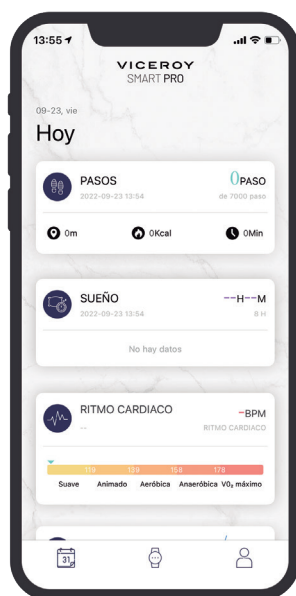 13:55
VICEROY
SMART PRO
09-23, vie
Hoy
PASOS
0PASO
2022-09-23 13:54
de 7000 paso
0m
0Kcal
0Min
SUEÑO
--H--M
2022-09-23 13:54
8 H
No hay datos
RITMO CARDIACO
-BPM
--
RITMO CARDIACO
119 139 158 178
Suave Animado Aeróbica Anaeróbica VO₂ máximo
31